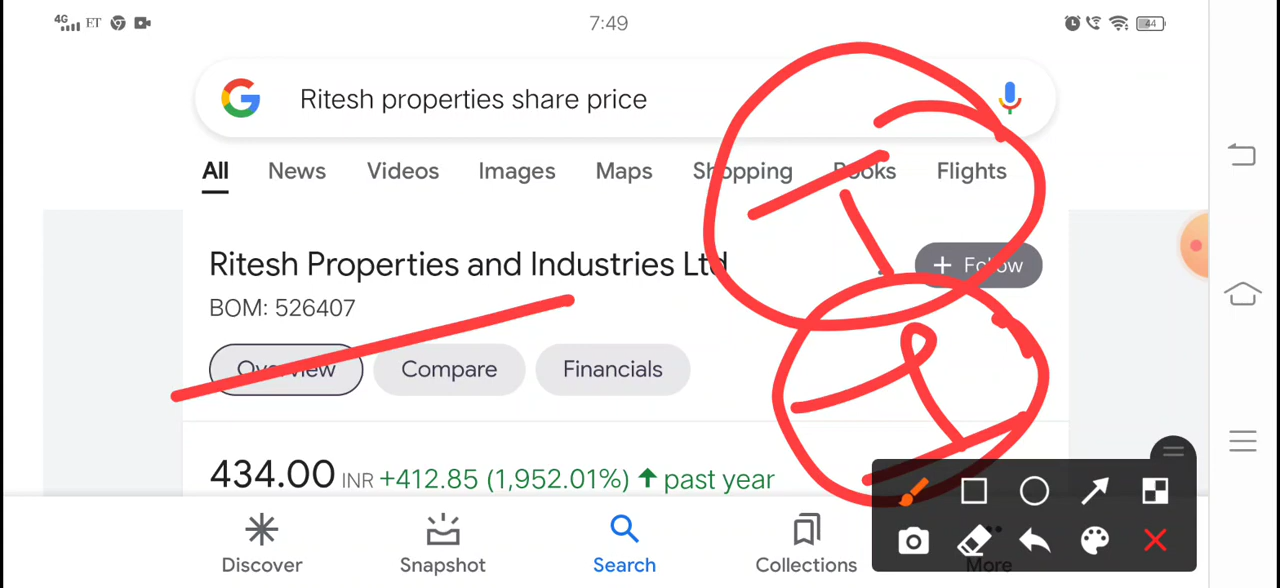 4G ET 7:49 44
Ritesh properties share price
All News Videos Images Maps Shopping Books Flights
Ritesh Properties and Industries Ltd
+ Follow
BOM: 526407
Overview Compare Financials
434.00 INR +412.85 (1,952.01%) ↑ past year
Discover Snapshot Search Collections More